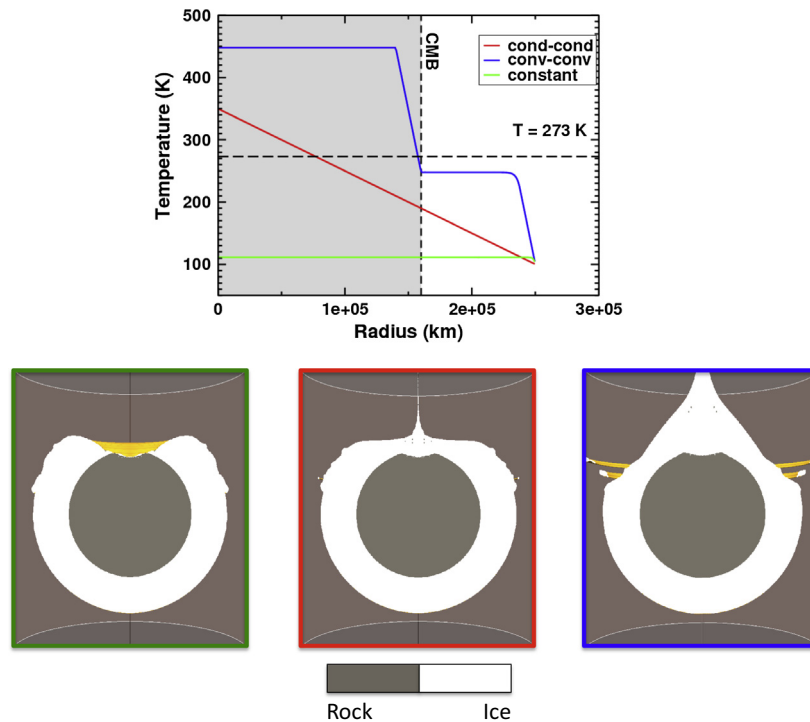 500
400
300
200
100
Temperature (K)
CMB
cond-cond
conv-conv
constant
T = 273 K
0
1e+05
2e+05
3e+05
Radius (km)
Rock
Ice